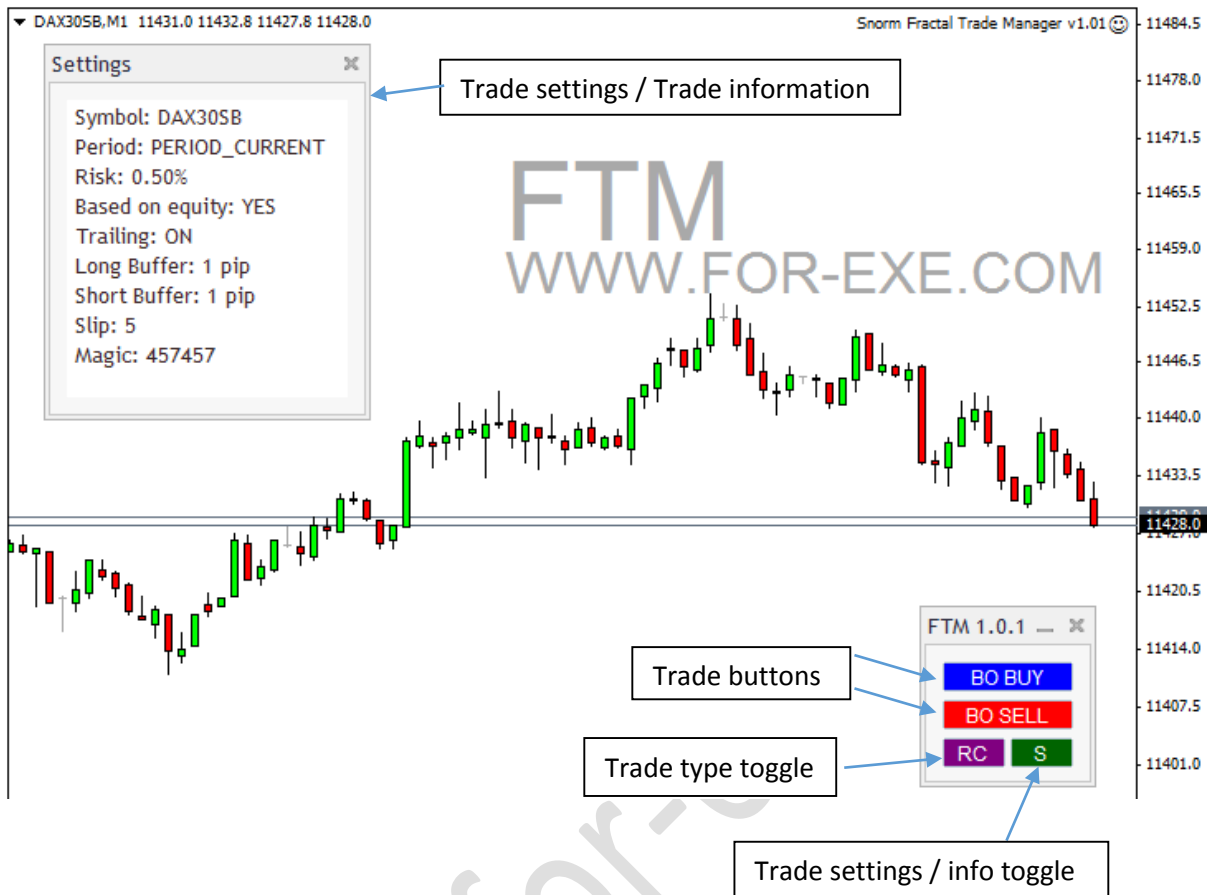 DAX30SB,M1 11431.0 11432.8 11427.8 11428.0
Snorm Fractal Trade Manager v1.01
11484.5
Settings
Trade settings / Trade information
11478.0
Symbol: DAX30SB
Period: PERIOD_CURRENT
Risk: 0.50%
Based on equity: YES
Trailing: ON
Long Buffer: 1 pip
Short Buffer: 1 pip
Slip: 5
Magic: 457457
11471.5
11465.5
FTM
WWW.FOR-EXE.COM
11459.0
11452.5
11446.5
11440.0
11433.5
11428.0
11420.5
11414.0
11407.5
11401.0
FTM 1.0.1
Trade buttons
BO BUY
BO SELL
Trade type toggle
RC
S
Trade settings / info toggle